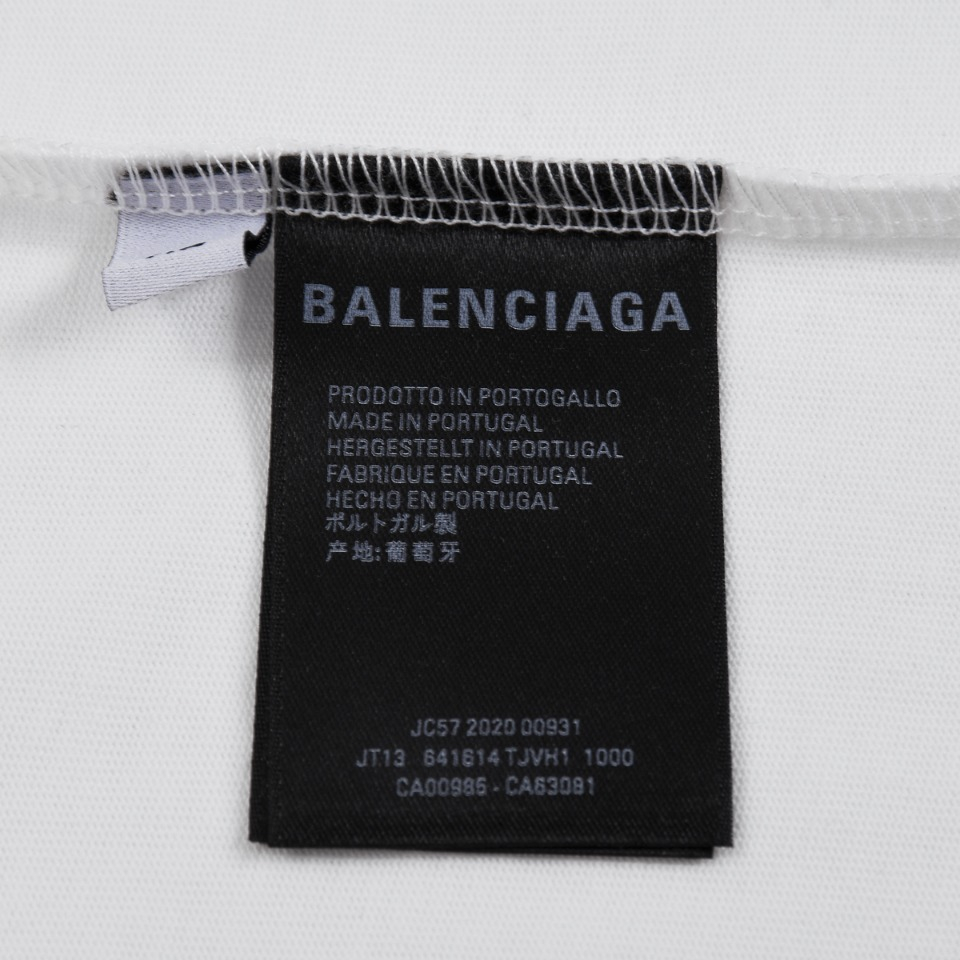 BALENCIAGA
PRODOTTO IN PORTOGALLO
MADE IN PORTUGAL
HERGESTELLT IN PORTUGAL
FABRIQUE EN PORTUGAL
HECHO EN PORTUGAL
ポルトガル製
产地:葡萄牙
JC57 2020 00931
JT13 641614 TJVH1 1000
CA00985 - CA63081